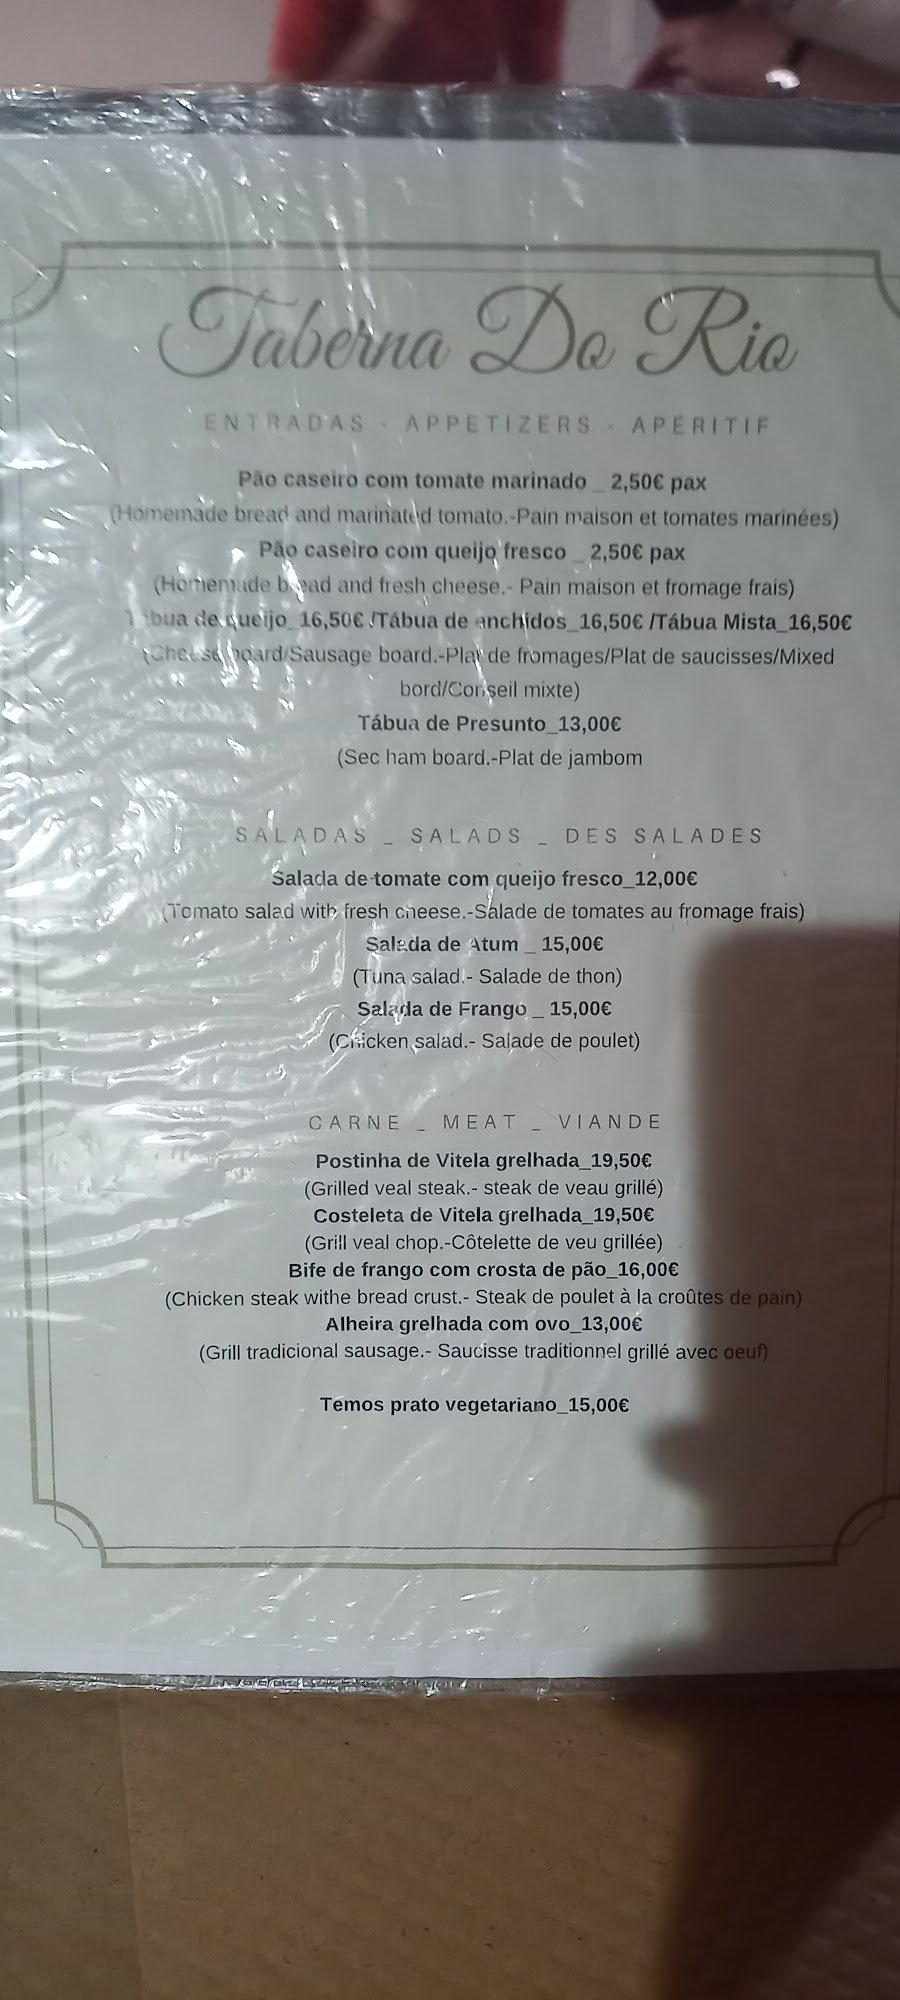 Taberna Do Rio
ENTRADAS - APPETIZERS - APÉRITIF
Pão caseiro com tomate marinado _ 2,50€ pax
(Homemade bread and marinated tomato.-Pain maison et tomates marinées)
Pão caseiro com queijo fresco _ 2,50€ pax
(Homemade bread and fresh cheese.- Pain maison et fromage frais)
Tábua de queijo_16,50€ /Tábua de enchidos_16,50€ /Tábua Mista_16,50€
(Cheese board/Sausage board.-Plat de fromages/Plat de saucisses/Mixed
bord/Conseil mixte)
Tábua de Presunto_13,00€
(Sec ham board.-Plat de jambom
SALADAS _ SALADS _ DES SALADES
Salada de tomate com queijo fresco_12,00€
(Tomato salad with fresh cheese.-Salade de tomates au fromage frais)
Salada de Atum _ 15,00€
(Tuna salad.- Salade de thon)
Salada de Frango _ 15,00€
(Chicken salad.- Salade de poulet)
CARNE _ MEAT _ VIANDE
Postinha de Vitela grelhada_19,50€
(Grilled veal steak.- steak de veau grillé)
Costeleta de Vitela grelhada_19,50€
(Grill veal chop.-Côtelette de veu grillée)
Bife de frango com crosta de pão_16,00€
(Chicken steak withe bread crust.- Steak de poulet à la croûtes de pain)
Alheira grelhada com ovo_13,00€
(Grill tradicional sausage.- Saucisse traditionnel grillé avec oeuf)
Temos prato vegetariano_15,00€